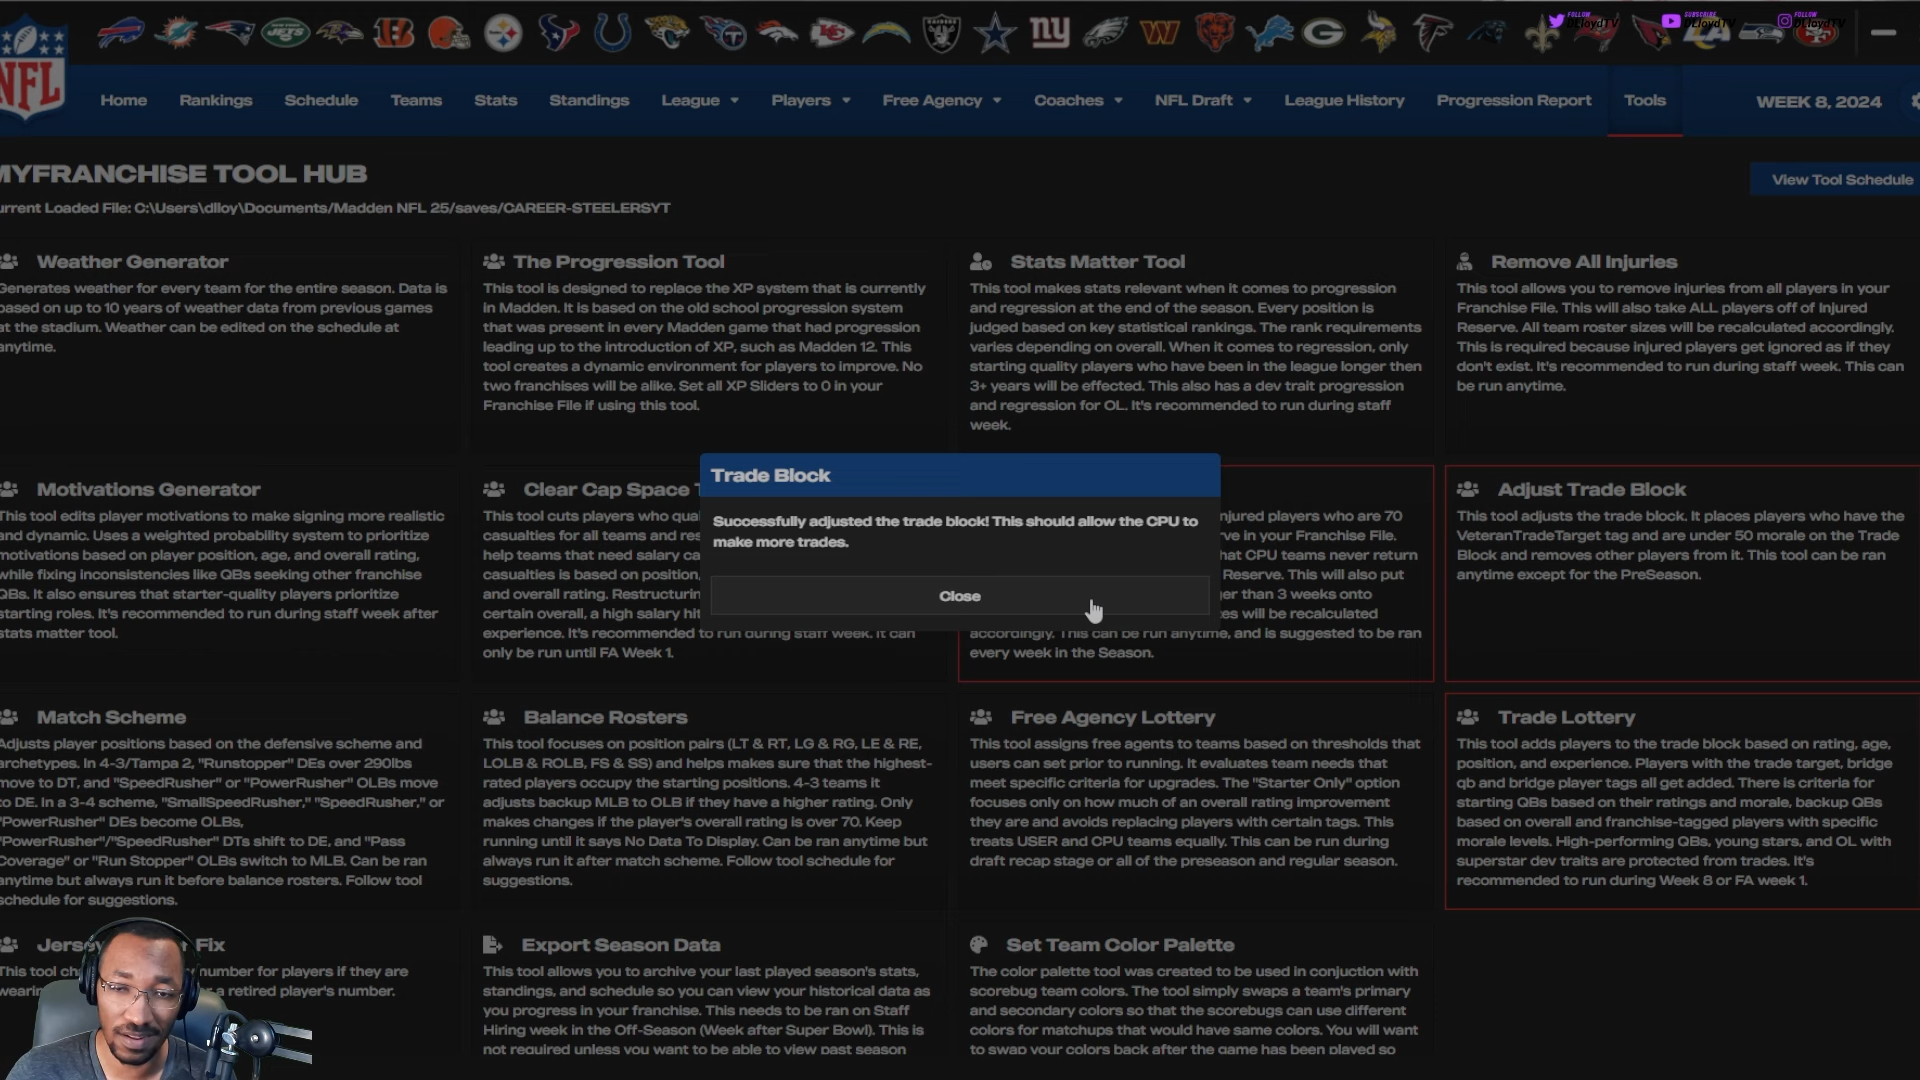 FOLLOW
DLloydTV
SUBSCRIBE
DLloydTV
FOLLOW
DLloydTV
NFL
Home
Rankings
Schedule
Teams
Stats
Standings
League
Players
Free Agency
Coaches
NFL Draft
League History
Progression Report
Tools
WEEK 8, 2024
MYFRANCHISE TOOL HUB
View Tool Schedule
urrent Loaded File: C:\Users\dlloy\Documents/Madden NFL 25/saves/CAREER-STEELERSYT
Weather Generator
Generates weather for every team for the entire season. Data is
based on up to 10 years of weather data from previous games
at the stadium. Weather can be edited on the schedule at
anytime.
The Progression Tool
This tool is designed to replace the XP system that is currently
in Madden. It is based on the old school progression system
that was present in every Madden game that had progression
leading up to the introduction of XP, such as Madden 12. This
tool creates a dynamic environment for players to improve. No
two franchises will be alike. Set all XP Sliders to 0 in your
Franchise File if using this tool.
Stats Matter Tool
This tool makes stats relevant when it comes to progression
and regression at the end of the season. Every position is
judged based on key statistical rankings. The rank requirements
varies depending on overall. When it comes to regression, only
starting quality players who have been in the league longer then
3+ years will be effected. This also has a dev trait progression
and regression for OL. It's recommended to run during staff
week.
Remove All Injuries
This tool allows you to remove injuries from all players in your
Franchise File. This will also take ALL players off of Injured
Reserve. All team roster sizes will be recalculated accordingly.
This is required because injured players get ignored as if they
don't exist. It's recommended to run during staff week. This can
be run anytime.
Motivations Generator
This tool edits player motivations to make signing more realistic
and dynamic. Uses a weighted probability system to prioritize
motivations based on player position, age, and overall rating,
while fixing inconsistencies like QBs seeking other franchise
QBs. It also ensures that starter-quality players prioritize
starting roles. It's recommended to run during staff week after
stats matter tool.
Clear Cap Space T
This tool cuts players who qual
casualties for all teams and res
help teams that need salary ca
casualties is based on position,
and overall rating. Restructurin
certain overall, a high salary hit
experience. It's recommended to run during staff week. It can
only be run until FA Week 1.
Trade Block
Successfully adjusted the trade block! This should allow the CPU to
make more trades.
Close
njured players who are 70
rve in your Franchise File.
hat CPU teams never return
Reserve. This will also put
er than 3 weeks onto
es will be recalculated
accordingly. This can be run anytime, and is suggested to be ran
every week in the Season.
Adjust Trade Block
This tool adjusts the trade block. It places players who have the
VeteranTradeTarget tag and are under 50 morale on the Trade
Block and removes other players from it. This tool can be ran
anytime except for the PreSeason.
Match Scheme
Adjusts player positions based on the defensive scheme and
archetypes. In 4-3/Tampa 2, "Runstopper" DEs over 290lbs
move to DT, and "SpeedRusher" or "PowerRusher" OLBs move
to DE. In a 3-4 scheme, "SmallSpeedRusher," "SpeedRusher," or
"PowerRusher" DEs become OLBs,
"PowerRusher"/"SpeedRusher" DTs shift to DE, and "Pass
Coverage" or "Run Stopper" OLBs switch to MLB. Can be ran
anytime but always run it before balance rosters. Follow tool
schedule for suggestions.
Balance Rosters
This tool focuses on position pairs (LT & RT, LG & RG, LE & RE,
LOLB & ROLB, FS & SS) and helps makes sure that the highest-
rated players occupy the starting positions. 4-3 teams it
adjusts backup MLB to OLB if they have a higher rating. Only
makes changes if the player's overall rating is over 70. Keep
running until it says No Data To Display. Can be ran anytime but
always run it after match scheme. Follow tool schedule for
suggestions.
Free Agency Lottery
This tool assigns free agents to teams based on thresholds that
users can set prior to running. It evaluates team needs that
meet specific criteria for upgrades. The "Starter Only" option
focuses only on how much of an overall rating improvement
they are and avoids replacing players with certain tags. This
treats USER and CPU teams equally. This can be run during
draft recap stage or all of the preseason and regular season.
Trade Lottery
This tool adds players to the trade block based on rating, age,
position, and experience. Players with the trade target, bridge
qb and bridge player tags all get added. There is criteria for
starting QBs based on their ratings and morale, backup QBs
based on overall and franchise-tagged players with specific
morale levels. High-performing QBs, young stars, and OL with
superstar dev traits are protected from trades. It's
recommended to run during Week 8 or FA week 1.
Jersey r Fix
This tool ch number for players if they are
wearin a retired player's number.
Export Season Data
This tool allows you to archive your last played season's stats,
standings, and schedule so you can view your historical data as
you progress in your franchise. This needs to be ran on Staff
Hiring week in the Off-Season (Week after Super Bowl). This is
not required unless you want to be able to view past season
Set Team Color Palette
The color palette tool was created to be used in conjuction with
scorebug team colors. The tool simply swaps a team's primary
and secondary colors so that the scorebugs can use different
colors for matchups that would have same colors. You will want
to swap your colors back after the game has been played so